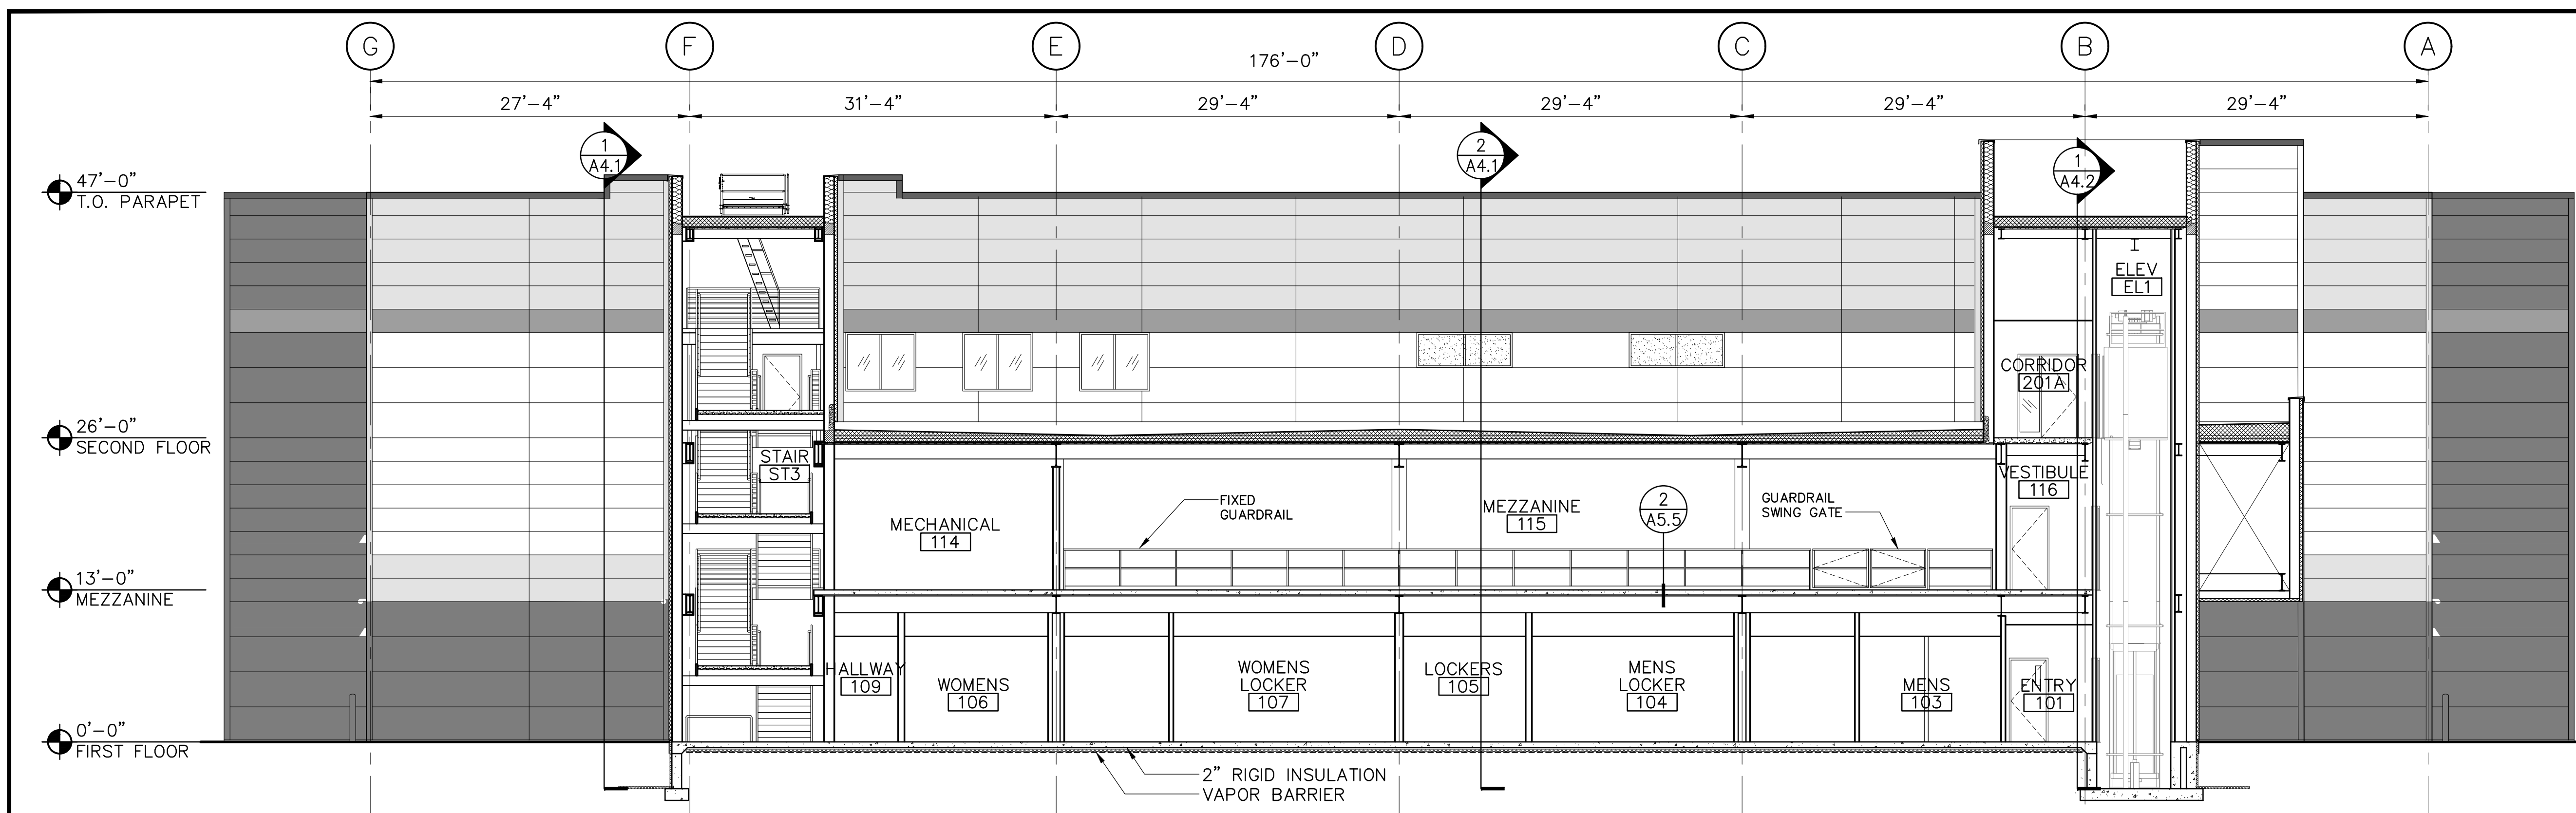 G
F
E
D
C
B
A
176'-0"
27'-4"
31'-4"
29'-4"
29'-4"
29'-4"
29'-4"
1
A4.1
2
A4.1
1
A4.2
47'-0"
T.O. PARAPET
ELEV
EL1
CORRIDOR
201A
26'-0"
SECOND FLOOR
STAIR
ST3
VESTIBULE
116
FIXED
GUARDRAIL
MEZZANINE
115
2
A5.5
GUARDRAIL
SWING GATE
MECHANICAL
114
13'-0"
MEZZANINE
HALLWAY
109
WOMENS
106
WOMENS
LOCKER
107
LOCKERS
105
MENS
LOCKER
104
MENS
103
ENTRY
101
0'-0"
FIRST FLOOR
2" RIGID INSULATION
VAPOR BARRIER